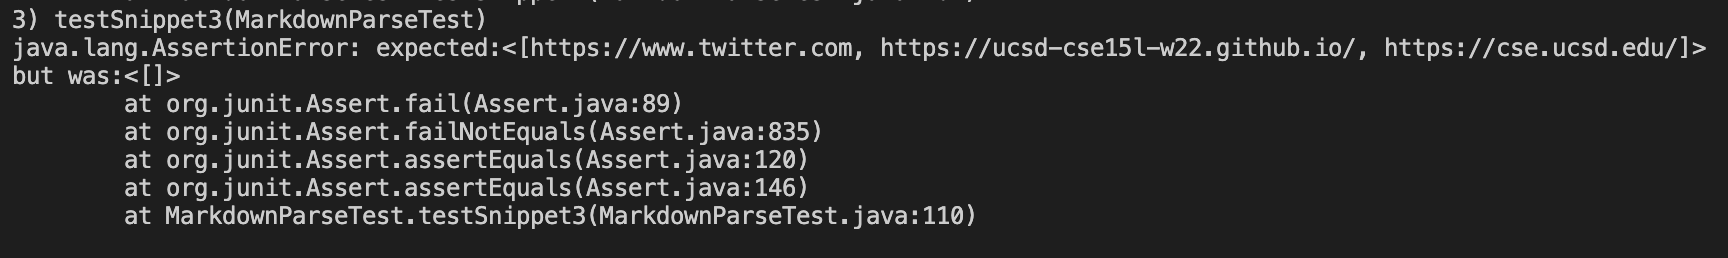 3) testSnippet3(MarkdownParseTest)
java.lang.AssertionError: expected:<[https://www.twitter.com, https://ucsd-cse15l-w22.github.io/, https://cse.ucsd.edu/]>
but was:<[]>
        at org.junit.Assert.fail(Assert.java:89)
        at org.junit.Assert.failNotEquals(Assert.java:835)
        at org.junit.Assert.assertEquals(Assert.java:120)
        at org.junit.Assert.assertEquals(Assert.java:146)
        at MarkdownParseTest.testSnippet3(MarkdownParseTest.java:110)